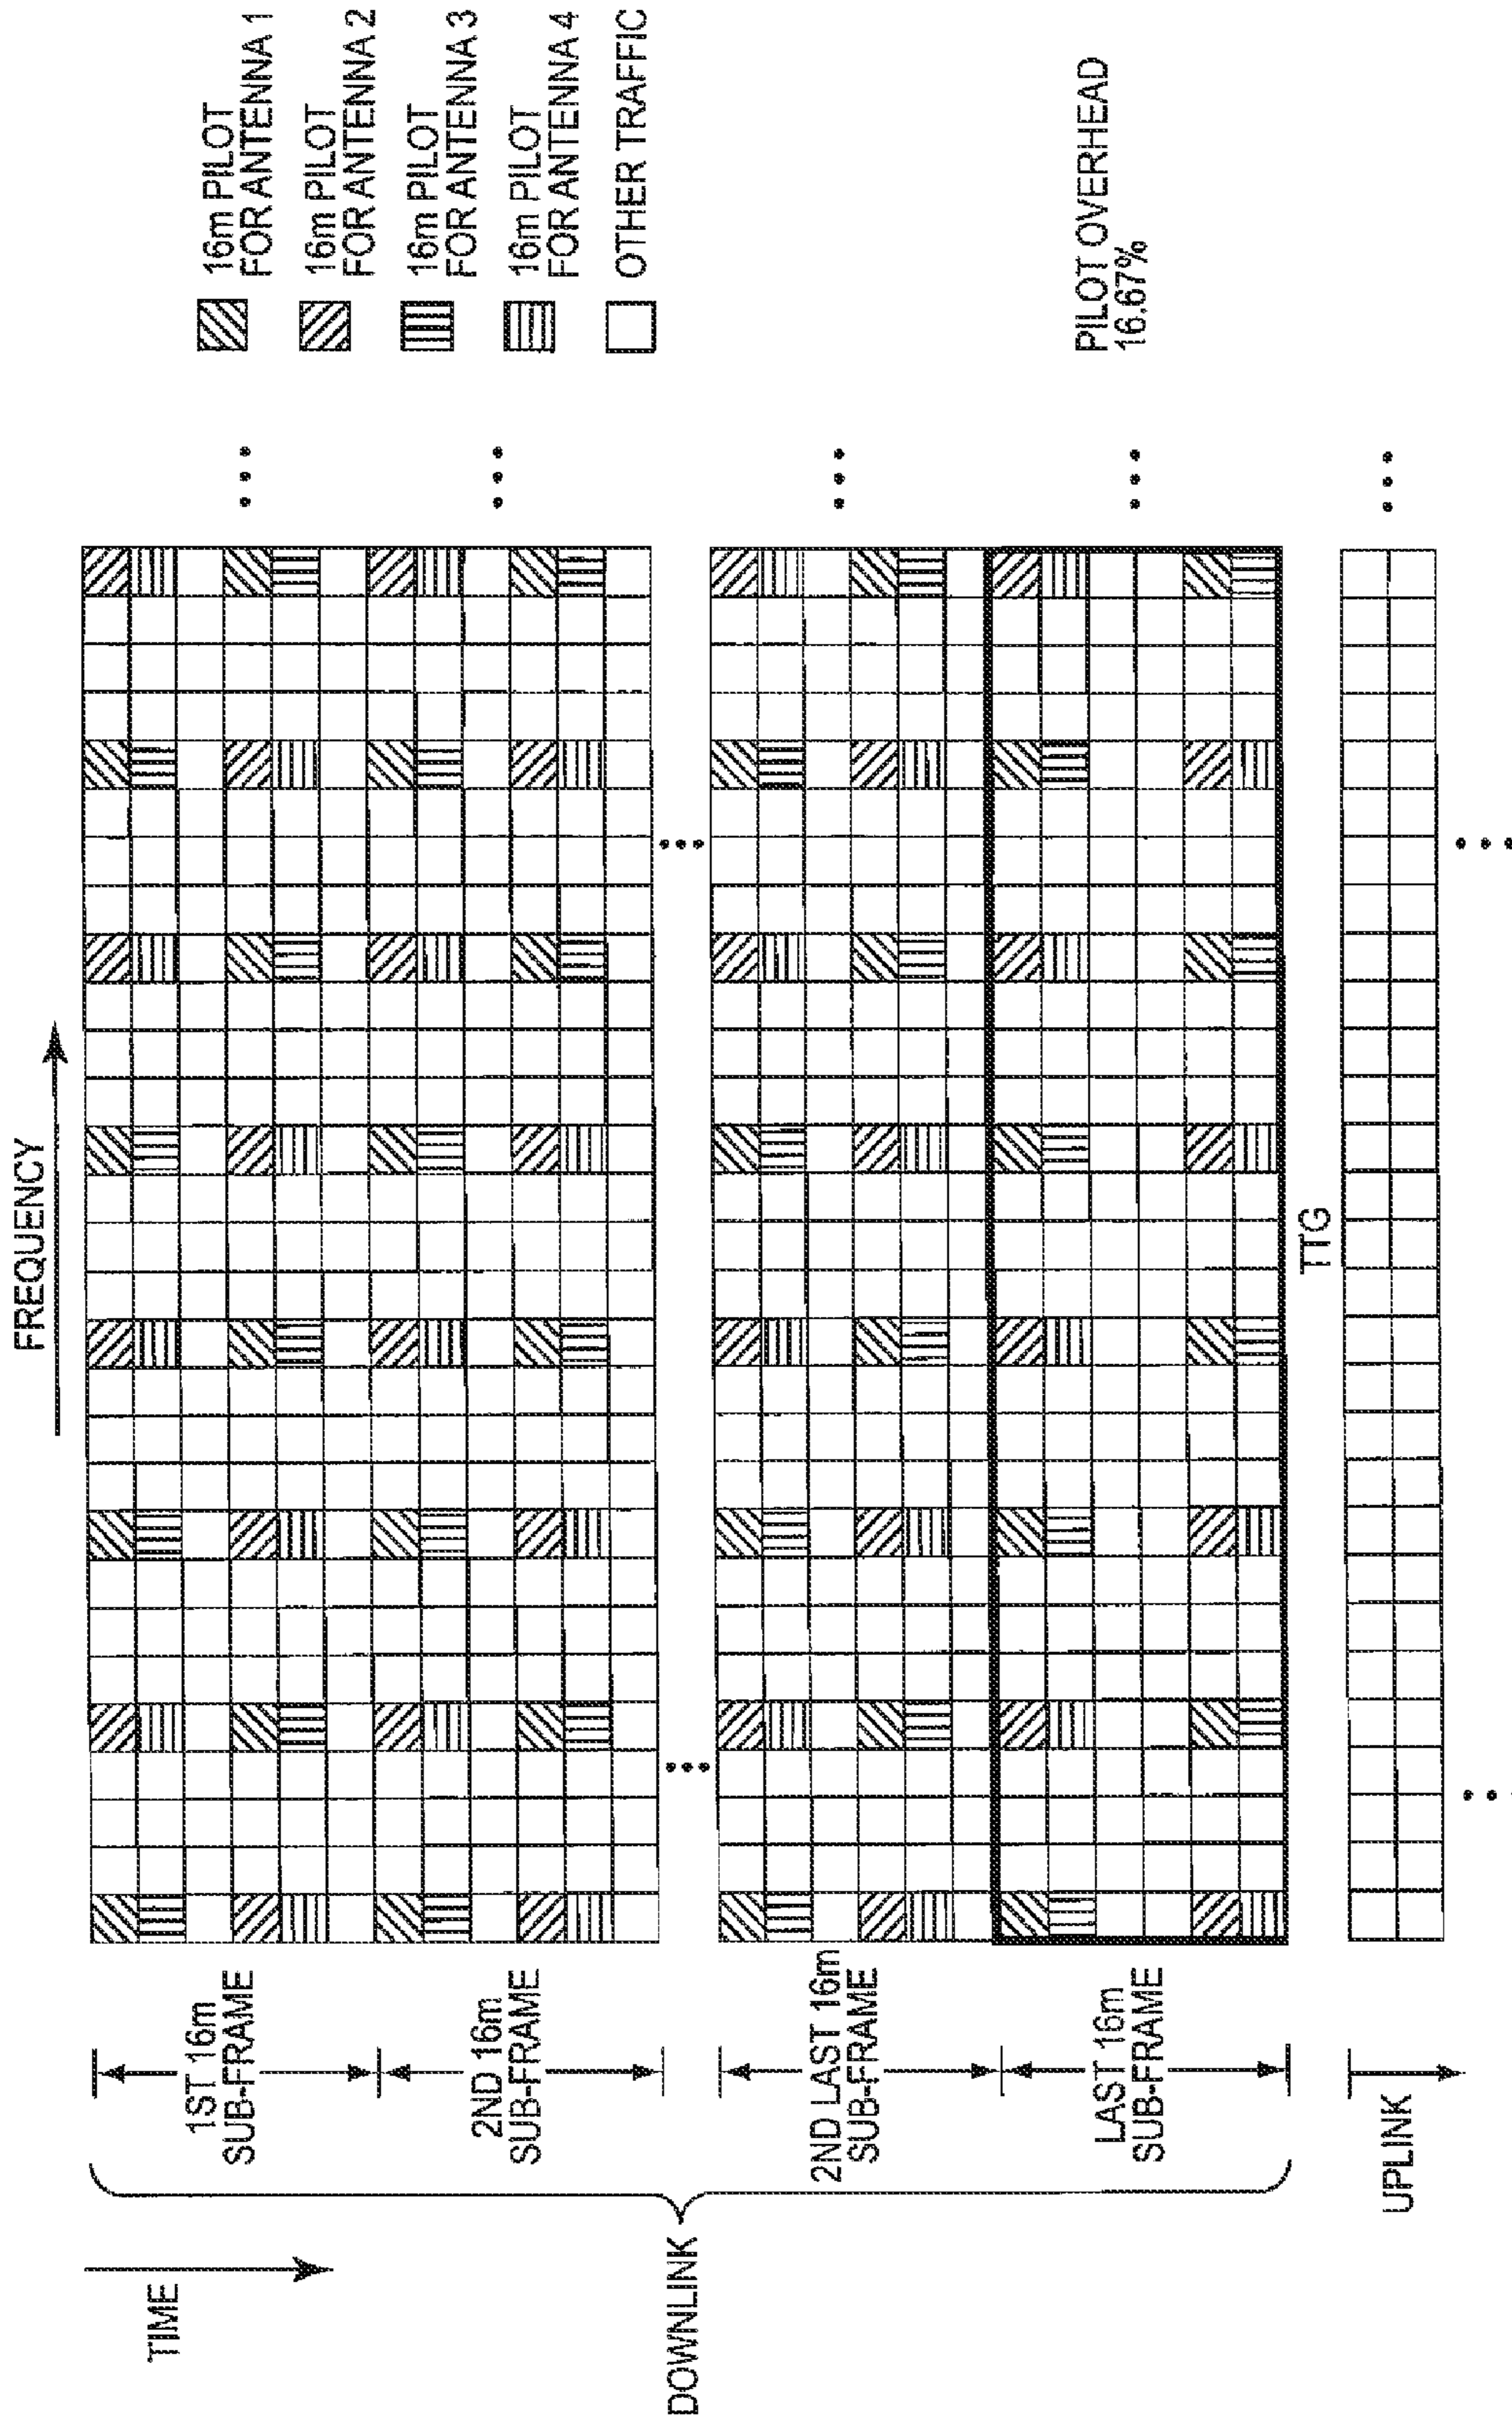 FREQUENCY
TIME
DOWNLINK
1ST 16m
SUB-FRAME
2ND 16m
SUB-FRAME
2ND LAST 16m
SUB-FRAME
LAST 16m
SUB-FRAME
TTG
UPLINK
16m PILOT
FOR ANTENNA 1
16m PILOT
FOR ANTENNA 2
16m PILOT
FOR ANTENNA 3
16m PILOT
FOR ANTENNA 4
OTHER TRAFFIC
PILOT OVERHEAD
16.67%